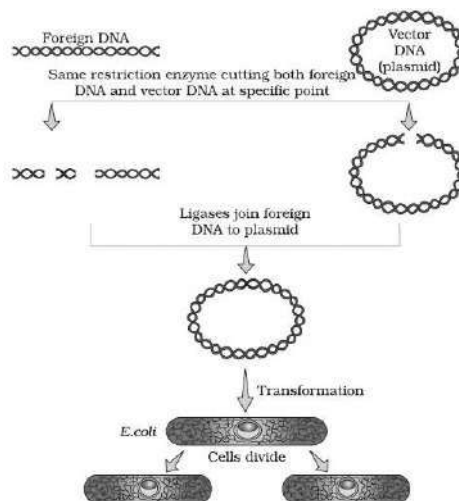 Foreign DNA
Vector
DNA
(plasmid)
Same restriction enzyme cutting both foreign
DNA and vector DNA at specific point
Ligases join foreign
DNA to plasmid
Transformation
E.coli
Cells divide